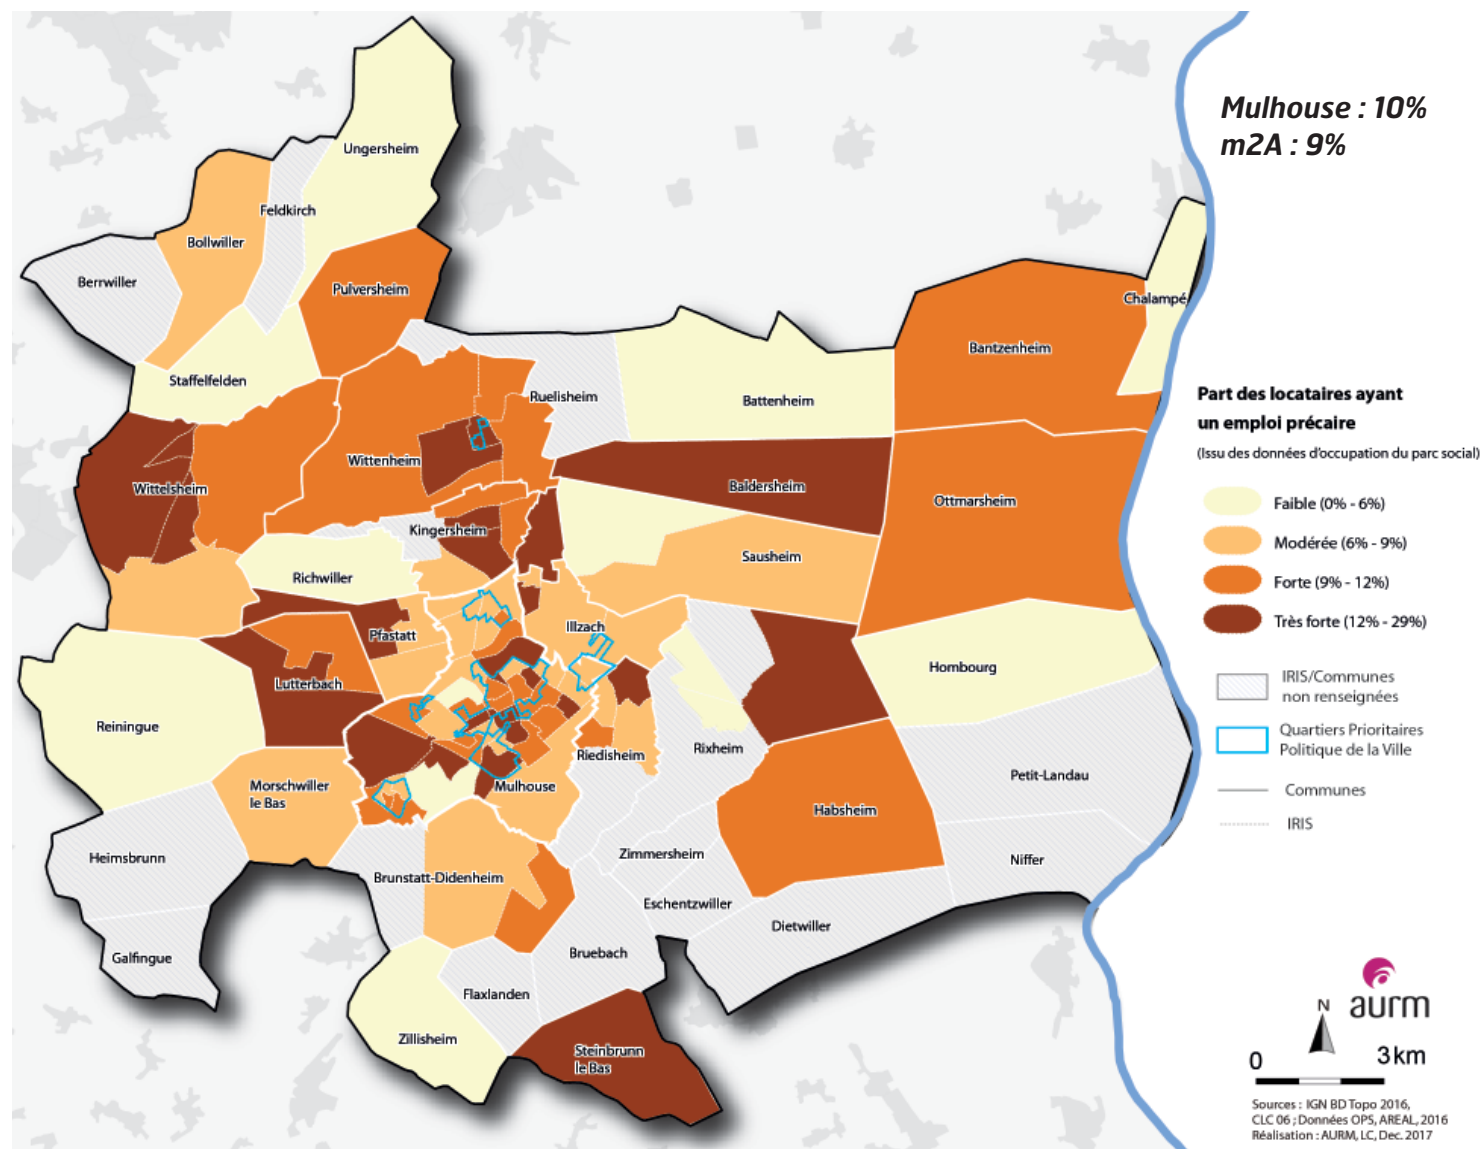 Mulhouse : 10%
m2A : 9%
Ungersheim
Feldkirch
Bollwiller
Berrwiller
Pulversheim
Chalampé
Bantzenheim
Staffelfelden
Ruelisheim
Battenheim
Wittenheim
Wittelsheim
Baldersheim
Ottmarsheim
Kingersheim
Sausheim
Richwiller
Illzach
Pfastatt
Hombourg
Lutterbach
Reiningue
Rixheim
Riedisheim
Petit-Landau
Morschwiller
le Bas
Mulhouse
Habsheim
Heimsbrunn
Zimmersheim
Niffer
Brunstatt-Didenheim
Eschentzwiller
Dietwiller
Galfingue
Bruebach
Flaxlanden
Zillisheim
Steinbrunn
le Bas
Part des locataires ayant
un emploi précaire
(Issu des données d'occupation du parc social)
Faible (0% - 6%)
Modérée (6% - 9%)
Forte (9% - 12%)
Très forte (12% - 29%)
IRIS/Communes
non renseignées
Quartiers Prioritaires
Politique de la Ville
Communes
IRIS
aurm
N
0 3 km
Sources : IGN BD Topo 2016,
CLC 06 ; Données OPS, AREAL, 2016
Réalisation : AURM, LC, Dec. 2017